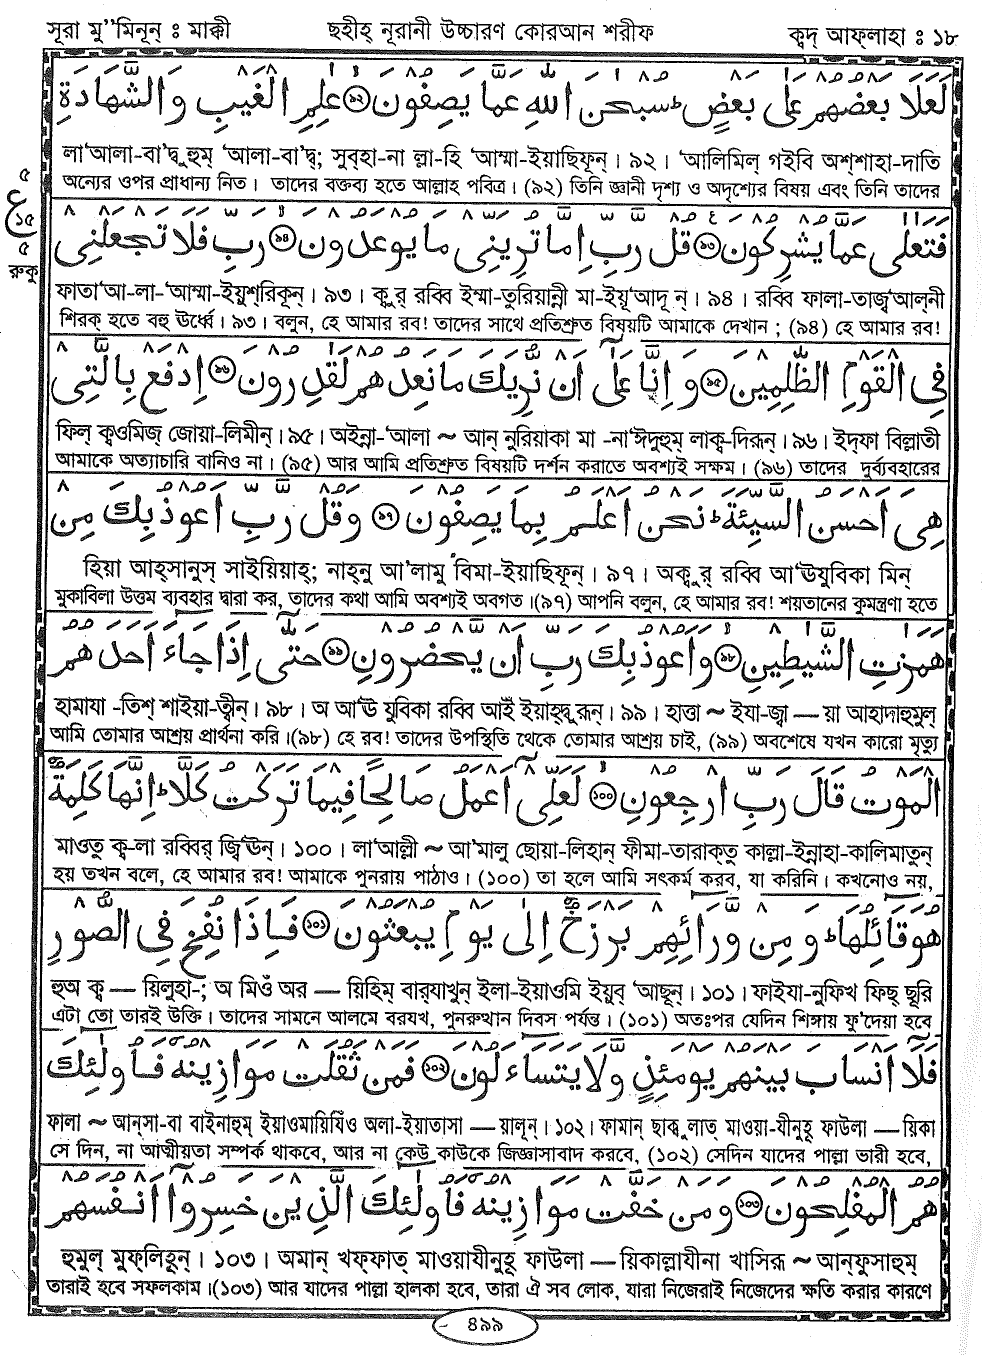 সূরা মু"মিনূন্ ঃ মাক্কী
ছহীহ্ নূরানী উচ্চারণ কোরআন শরীফ
ক্বদ্ আফ্লাহা ঃ ১৮
لَعَلَا بَعْضُهُمْ عَلٰى بَعْضٍ ؕ سُبْحٰنَ اللّٰهِ عَمَّا يَصِفُوْنَ ۙ﴿٩٢﴾ عٰلِمِ الْغَيْبِ وَالشَّهَادَةِ
লা'আলা-বা'দ্বুহুম্ 'আলা-বা'দ্ব; সুব্হা-না ল্লা-হি 'আম্মা-ইয়াছিফূন্। ৯২। 'আলিমিল্ গইবি অশ্শাহা-দাতি
অন্যের ওপর প্রাধান্য নিত। তাদের বক্তব্য হতে আল্লাহ পবিত্র। (৯২) তিনি জ্ঞানী দৃশ্য ও অদৃশ্যের বিষয় এবং তিনি তাদের
৫
ع
১৫
৫
রুকু
فَتَعٰلٰى عَمَّا يُشْرِكُوْنَ ﴿٩٣﴾ قُلْ رَّبِّ اِمَّا تُرِيَنِّيْ مَا يُوْعَدُوْنَ ۙ﴿٩٤﴾ رَبِّ فَلَا تَجْعَلْنِيْ
ফাতা'আ-লা-'আম্মা-ইয়ুশ্রিকূন্। ৯৩। ক্বুর্ রব্বি ইম্মা-তুরিয়ান্নী মা-ইয়ূ'আদূ ন্। ৯৪। রব্বি ফালা-তাজ্ব'আল্নী
শিরক হতে বহু ঊর্ধ্বে। ৯৩। বলুন, হে আমার রব! তাদের সাথে প্রতিশ্রুত বিষয়টি আমাকে দেখান ; (৯৪) হে আমার রব!
فِي الْقَوْمِ الظّٰلِمِيْنَ ﴿٩٥﴾ وَ اِنَّا عَلٰٓى اَنْ نُّرِيَكَ مَا نَعِدُهُمْ لَقٰدِرُوْنَ ﴿٩٦﴾ اِدْفَعْ بِالَّتِيْ
ফিল্ ক্বওমিজ্ জোয়া-লিমীন্। ৯৫। অইন্না-'আলা ~ আন্ নুরিয়াকা মা -না'ঈদুহুম্ লাক্ব-দিরূন্। ৯৬। ইদ্ফা বিল্লাতী
আমাকে অত্যাচারি বানিও না। (৯৫) আর আমি প্রতিশ্রুত বিষয়টি দর্শন করাতে অবশ্যই সক্ষম। (৯৬) তাদের দুর্ব্যবহারের
هِيَ اَحْسَنُ السَّيِّئَةَ ؕ نَحْنُ اَعْلَمُ بِمَا يَصِفُوْنَ ﴿٩٧﴾ وَقُلْ رَّبِّ اَعُوْذُ بِكَ مِنْ
হিয়া আহ্সানুস্ সাইয়িয়াহ্; নাহ্নু আ'লামু বিমা-ইয়াছিফূন্। ৯৭। অক্বুর্ রব্বি আ'ঊযুবিকা মিন্
মুকাবিলা উত্তম ব্যবহার দ্বারা কর, তাদের কথা আমি অবশ্যই অবগত।(৯৭) আপনি বলুন, হে আমার রব! শয়তানের কুমন্ত্রণা হতে
هَمَزٰتِ الشَّيٰطِيْنِ ۙ﴿٩٨﴾ وَاَعُوْذُ بِكَ رَبِّ اَنْ يَّحْضُرُوْنِ ﴿٩٩﴾ حَتّٰٓى اِذَا جَآءَ اَحَدَهُمُ
হামাযা -তিশ্ শাইয়া-ত্বীন্। ৯৮। অ আ'ঊ যুবিকা রব্বি আইঁ ইয়াহ্দ্বুরূন্। ৯৯। হাত্তা ~ ইযা-জ্বা — য়া আহাদাহুমুল্
আমি তোমার আশ্রয় প্রার্থনা করি।(৯৮) হে রব! তাদের উপস্থিতি থেকে তোমার আশ্রয় চাই, (৯৯) অবশেষে যখন কারো মৃত্যু
الْمَوْتُ قَالَ رَبِّ ارْجِعُوْنِ ۙ﴿١٠٠﴾ لَعَلِّيْٓ اَعْمَلُ صَالِحًا فِيْمَا تَرَكْتُ كَلَّا ؕ اِنَّهَا كَلِمَةٌ
মাওতু ক্ব-লা রব্বির্ জ্বি'ঊন্। ১০০। লা'আল্লী ~ আ'মালু ছোয়া-লিহান্ ফীমা-তারাক্তু কাল্লা-ইন্নাহা-কালিমাতুন্
হয় তখন বলে, হে আমার রব! আমাকে পুনরায় পাঠাও। (১০০) তা হলে আমি সৎকর্ম করব, যা করিনি। কখনোও নয়,
هُوَ قَآئِلُهَا ؕ وَ مِنْ وَّرَآئِهِمْ بَرْزَخٌ اِلٰى يَوْمِ يُبْعَثُوْنَ ﴿١٠١﴾ فَاِذَا نُفِخَ فِي الصُّوْرِ
হুঅ ক্ব — য়িলুহা-; অ মিওঁ অর — য়িহিম্ বার্যাখুন্ ইলা-ইয়াওমি ইয়ুব্ 'আছূন্। ১০১। ফাইযা-নুফিখ ফিছ্ ছূরি
এটা তো তারই উক্তি। তাদের সামনে আলমে বরযখ, পুনরুত্থান দিবস পর্যন্ত। (১০১) অতঃপর যেদিন শিঙ্গায় ফু'দেয়া হবে
فَلَآ اَنْسَابَ بَيْنَهُمْ يَوْمَئِذٍ وَّلَا يَتَسَآءَلُوْنَ ﴿١٠٢﴾ فَمَنْ ثَقُلَتْ مَوَازِيْنُهٗ فَاُولٰٓئِكَ
ফালা ~ আন্সা-বা বাইনাহুম্ ইয়াওমায়িযিঁও অলা-ইয়াতাসা — য়ালূন্। ১০২। ফামান্ ছাক্বুলাত্ মাওয়া-যীনুহূ ফাউলা — য়িকা
সে দিন, না আত্মীয়তা সম্পর্ক থাকবে, আর না কেউ কাউকে জিজ্ঞাসাবাদ করবে, (১০২) সেদিন যাদের পাল্লা ভারী হবে,
هُمُ الْمُفْلِحُوْنَ ﴿١٠٣﴾ وَمَنْ خَفَّتْ مَوَازِيْنُهٗ فَاُولٰٓئِكَ الَّذِيْنَ خَسِرُوْٓا اَنْفُسَهُمْ
হুমুল্ মুফ্লিহূন্। ১০৩। অমান্ খফ্ফাত্ মাওয়াযীনুহূ ফাউলা — য়িকাল্লাযীনা খাসিরূ ~ আন্ফুসাহুম্
তারাই হবে সফলকাম।(১০৩) আর যাদের পাল্লা হালকা হবে, তারা ঐ সব লোক, যারা নিজেরাই নিজেদের ক্ষতি করার কারণে
৪৯৯